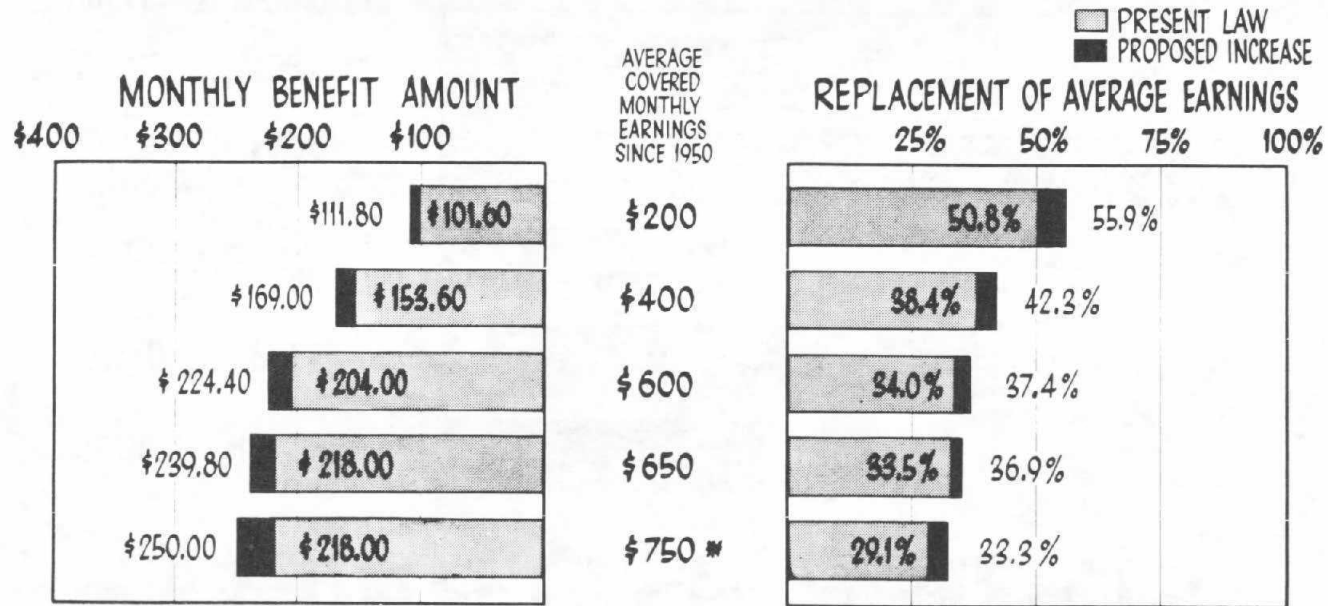 PRESENT LAW
PROPOSED INCREASE
MONTHLY BENEFIT AMOUNT
$400 $300 $200 $100
AVERAGE
COVERED
MONTHLY
EARNINGS
SINCE 1950
REPLACEMENT OF AVERAGE EARNINGS
25% 50% 75% 100%
$111.80 $101.60 $200 50.8% 55.9%
$169.00 $153.60 $400 38.4% 42.3%
$224.40 $204.00 $600 34.0% 37.4%
$239.80 $218.00 $650 33.5% 36.9%
$250.00 $218.00 $750* 29.1% 33.3%